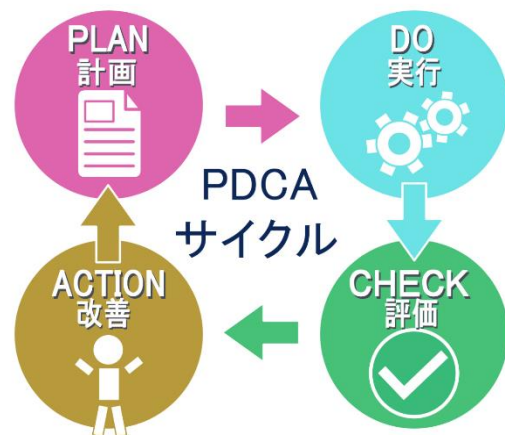 PLAN
計画
DO
実行
PDCA
サイクル
ACTION
改善
CHECK
評価